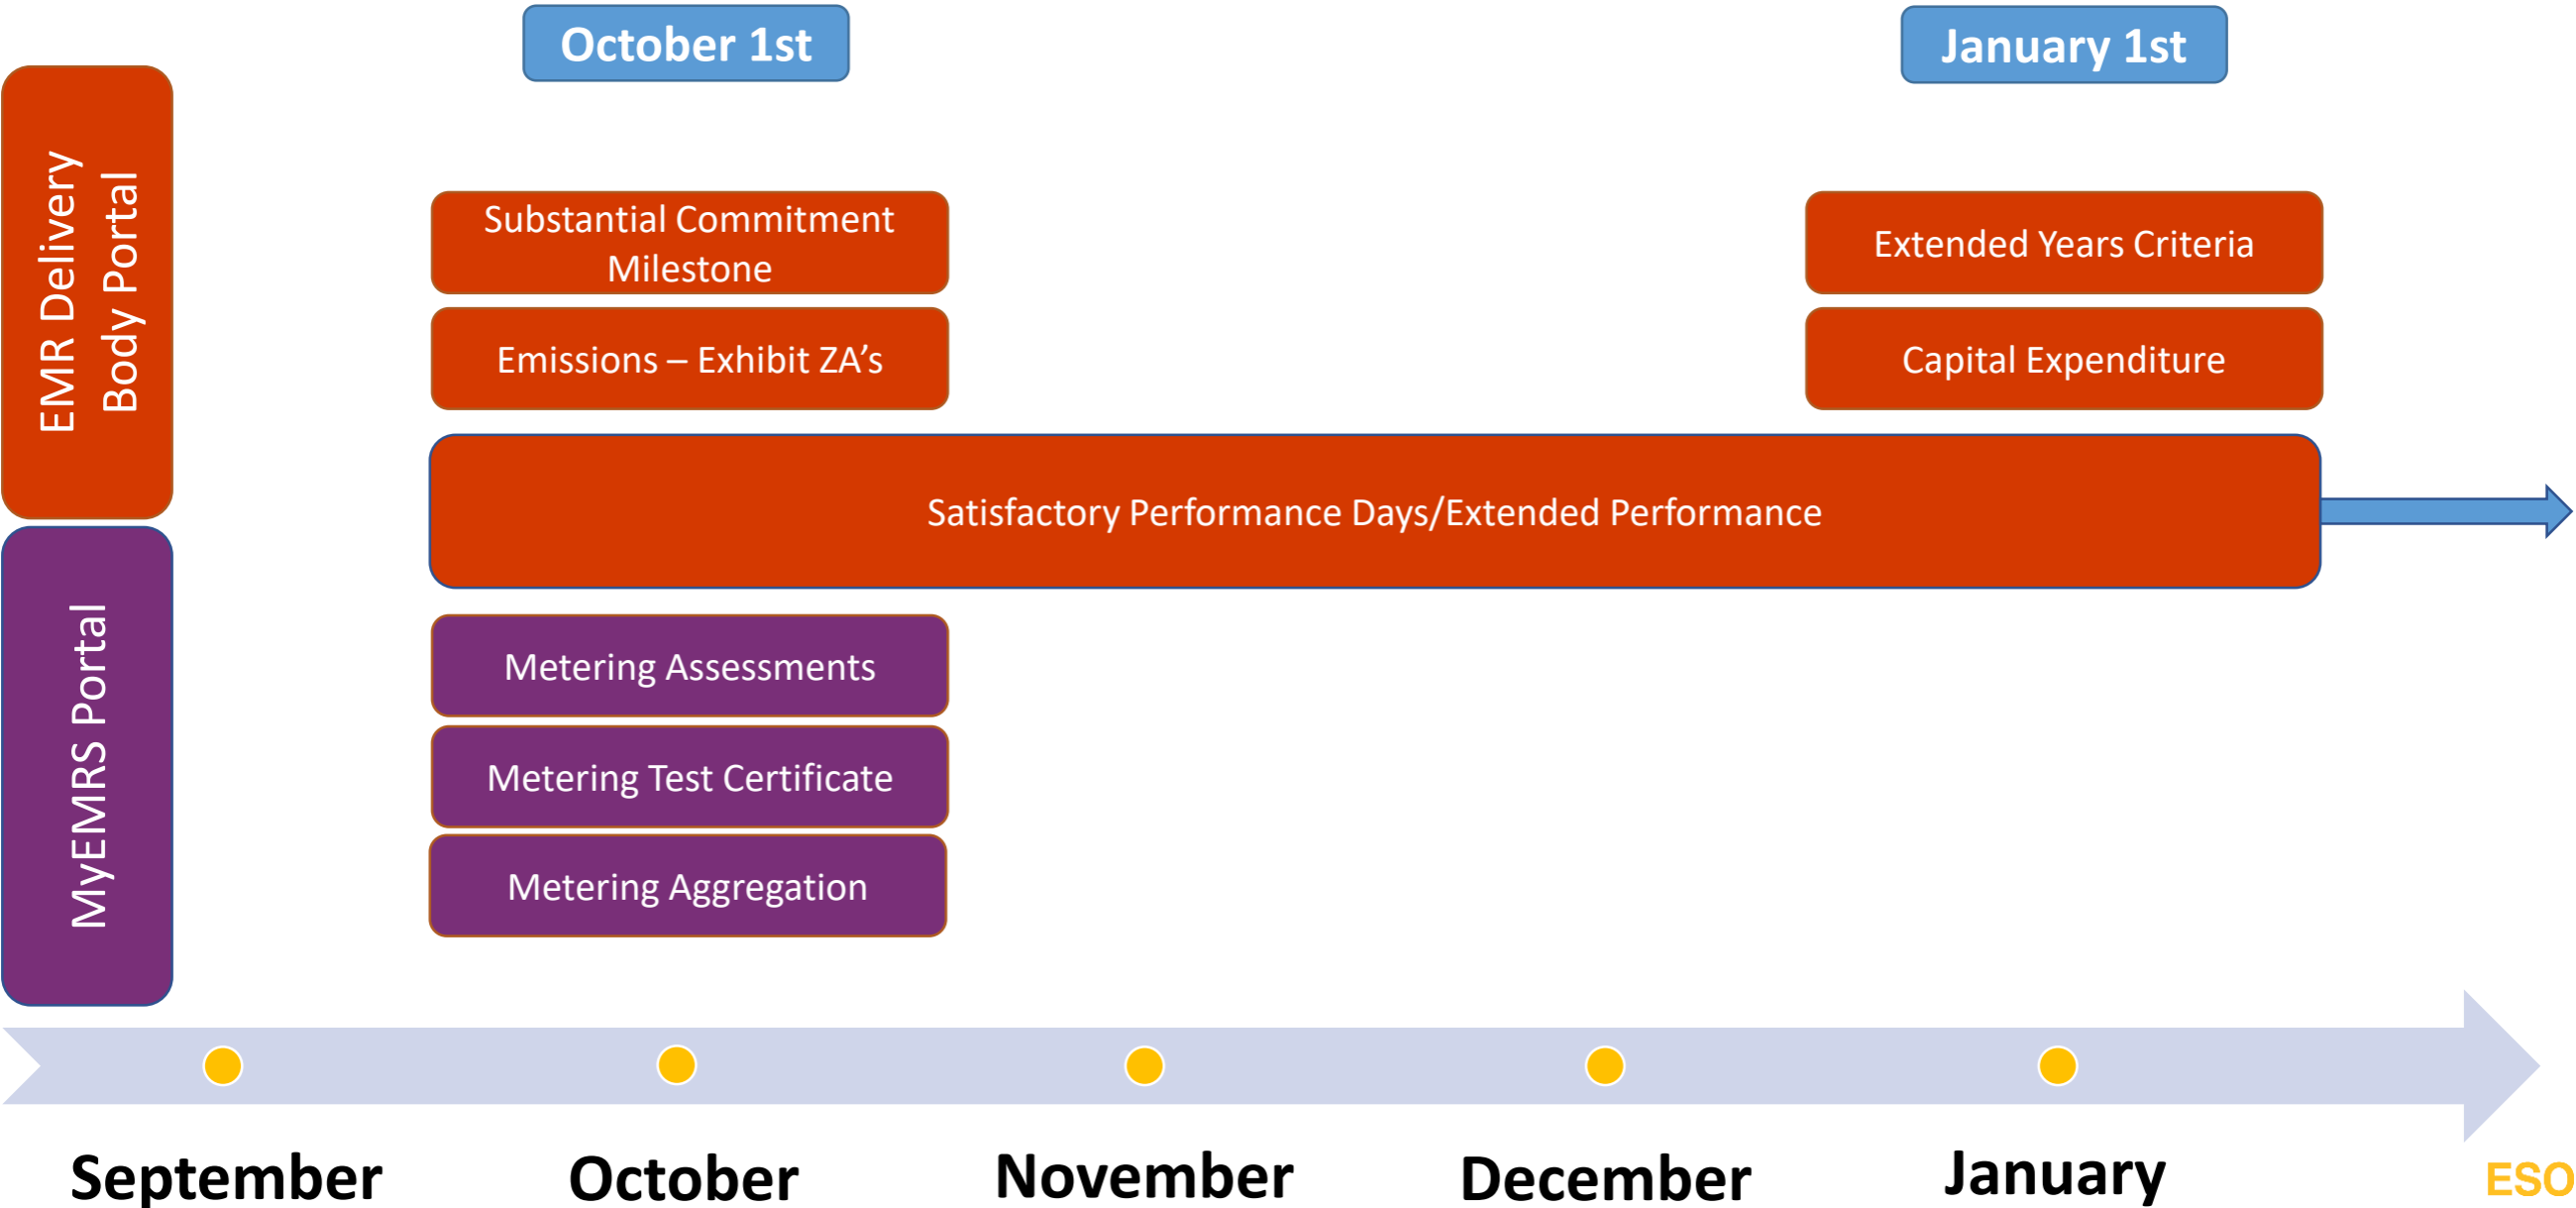 October 1st
January 1st
EMR Delivery
Body Portal
Substantial Commitment
Milestone
Extended Years Criteria
Emissions – Exhibit ZA’s
Capital Expenditure
Satisfactory Performance Days/Extended Performance
MyEMRS Portal
Metering Assessments
Metering Test Certificate
Metering Aggregation
September
October
November
December
January
ESO